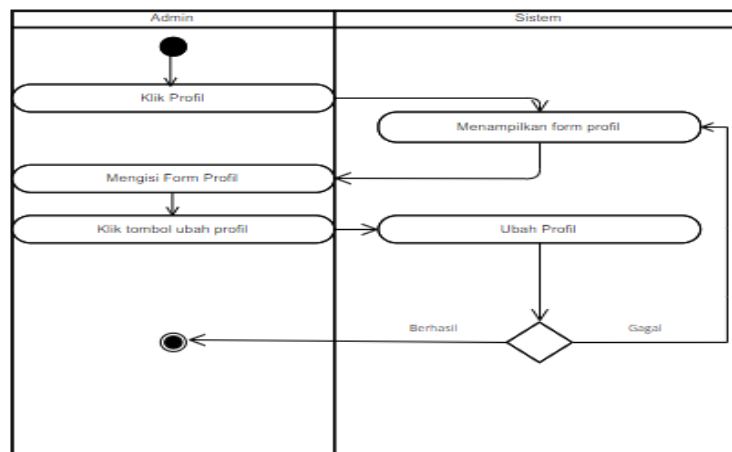 Admin
Sistem
Klik Profil
Menampilkan form profil
Mengisi Form Profil
Klik tombol ubah profil
Ubah Profil
Berhasil
Gagal